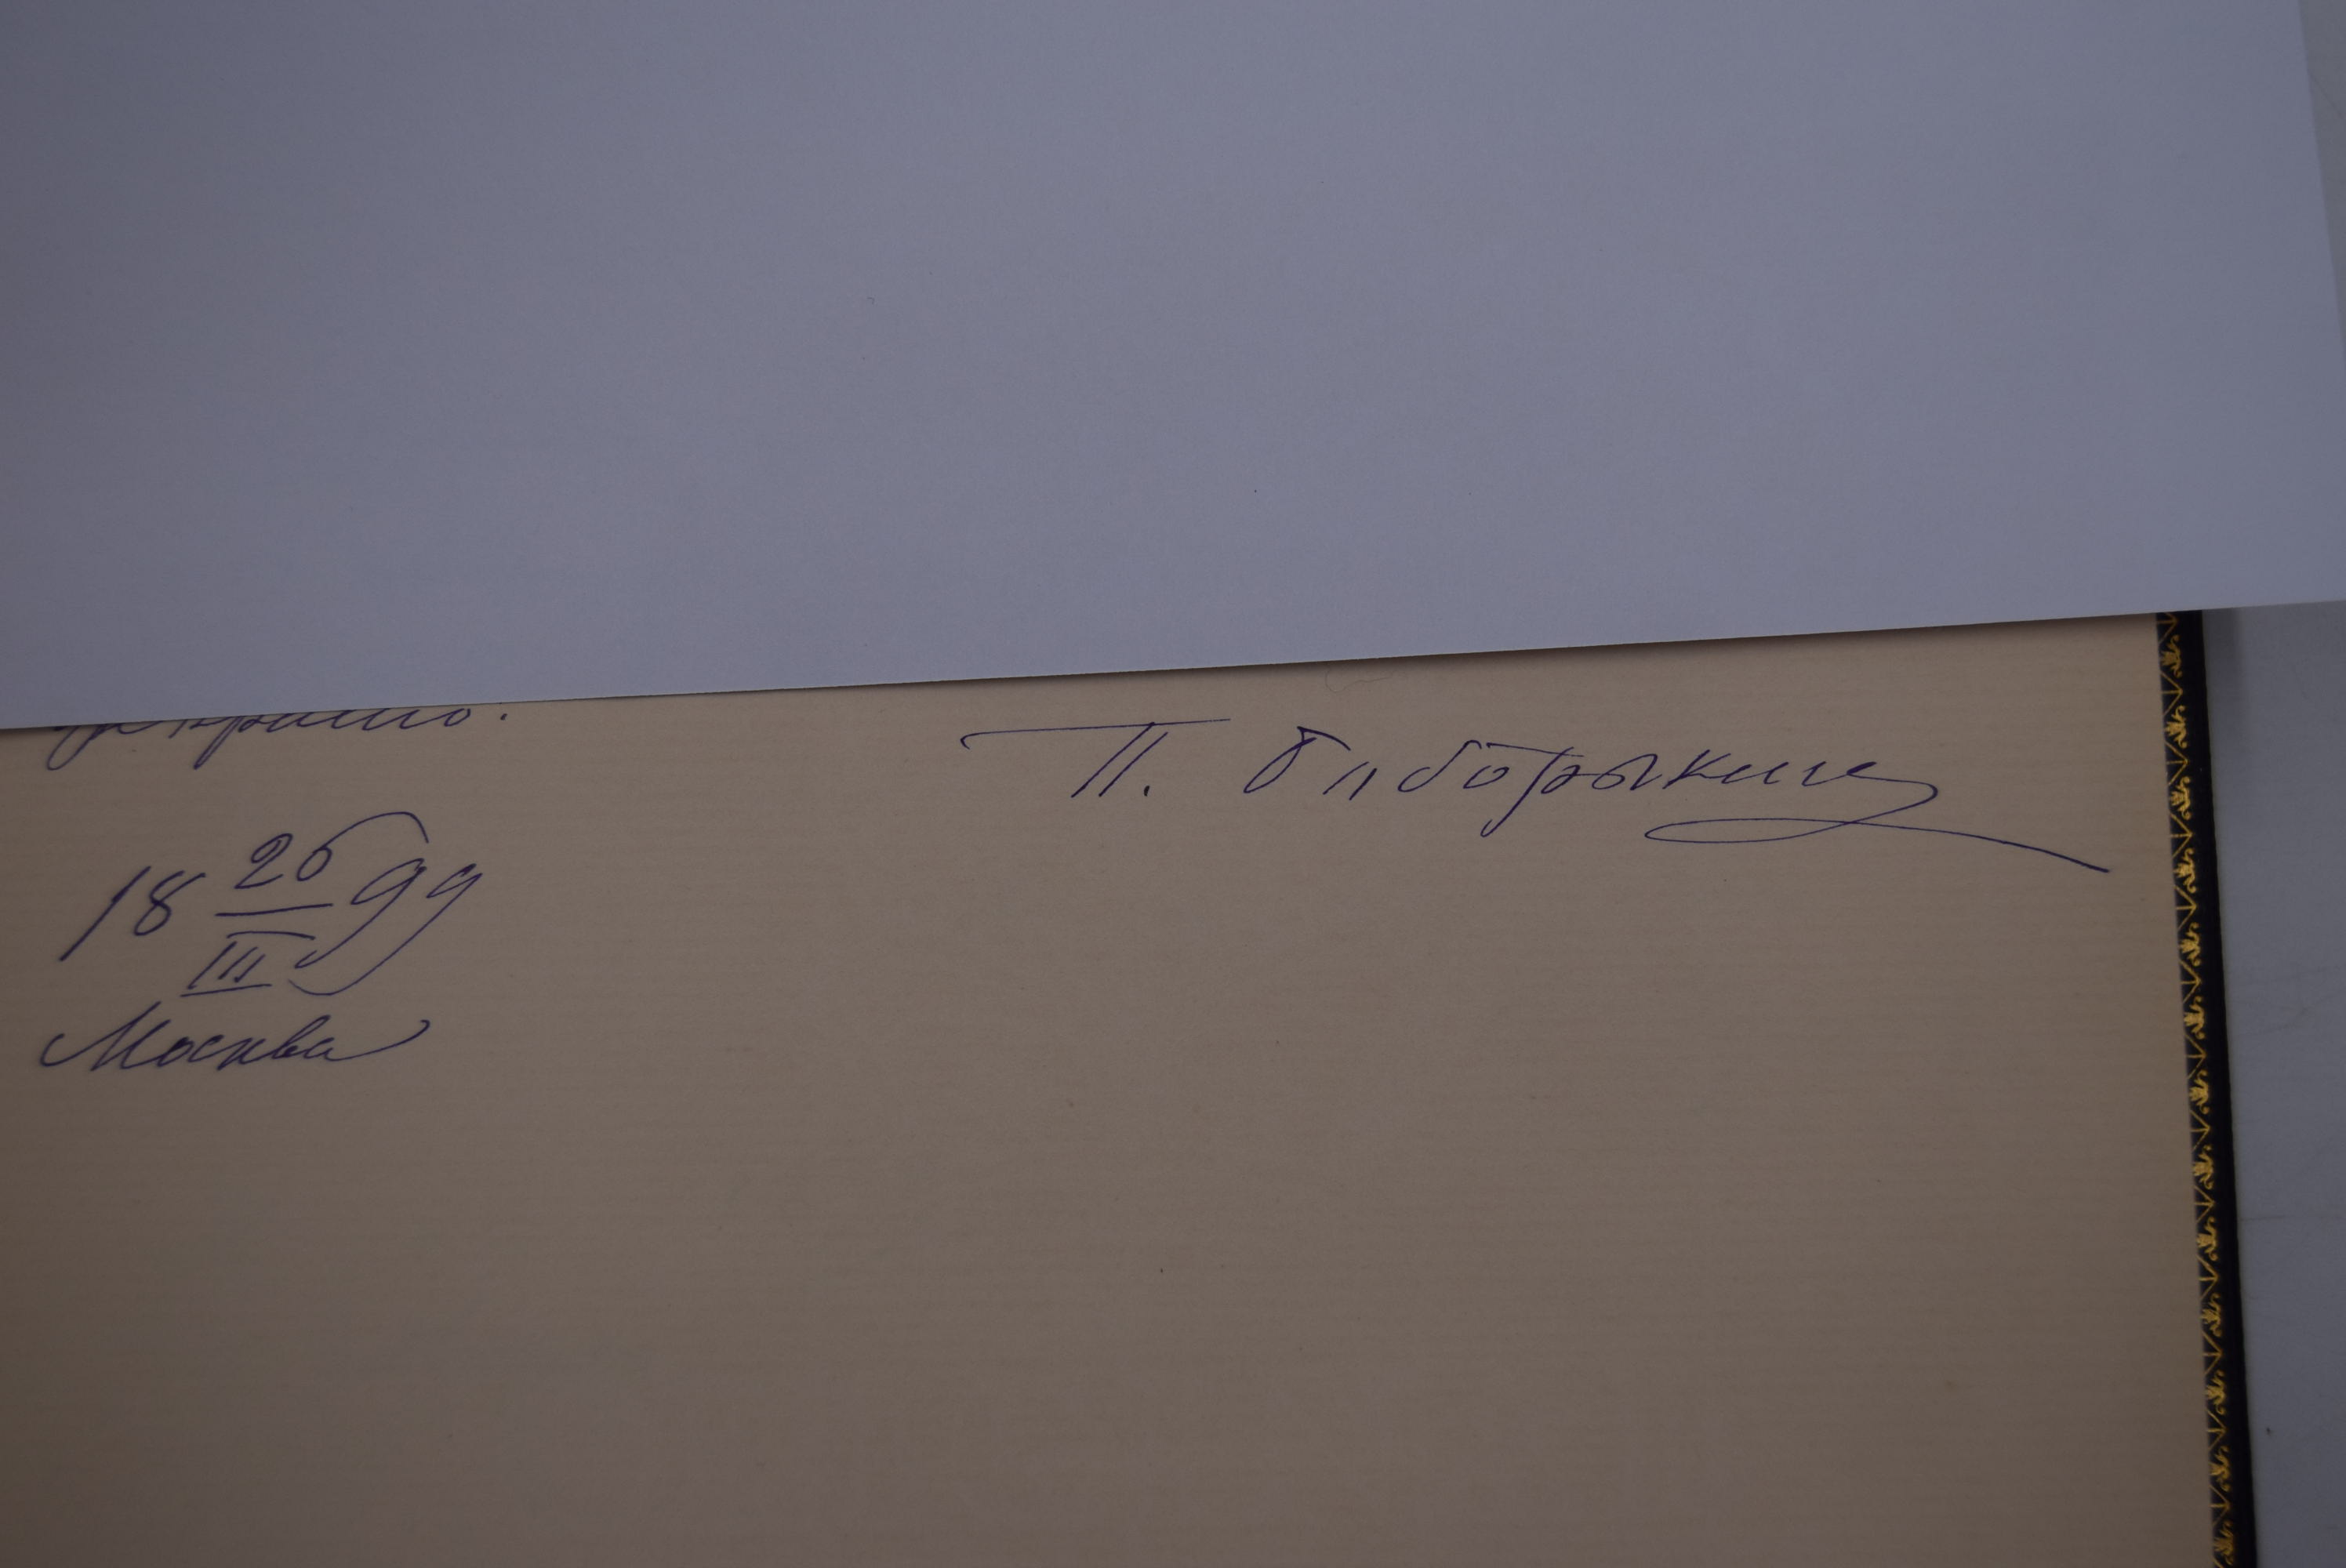 П. Боборыкин
18 26/III 99
Москва